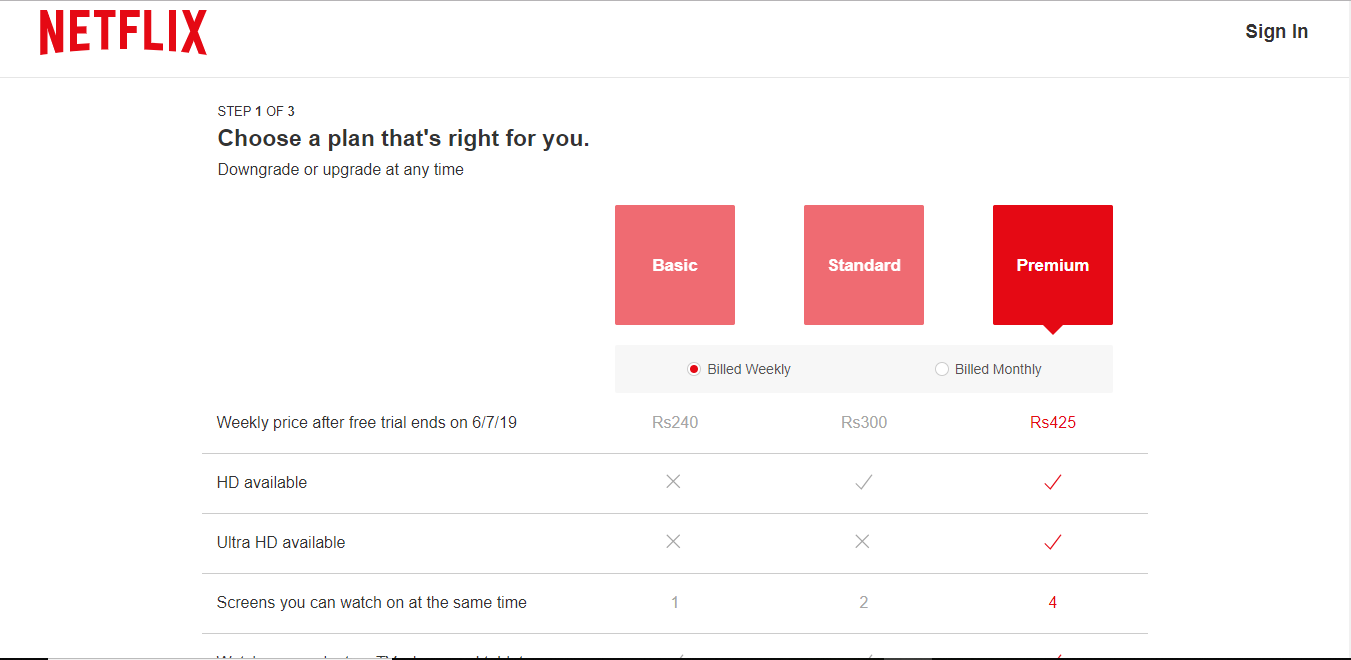 NETFLIX
Sign In
STEP 1 OF 3
Choose a plan that's right for you.
Downgrade or upgrade at any time
Basic Standard Premium
Billed Weekly Billed Monthly
Weekly price after free trial ends on 6/7/19 Rs240 Rs300 Rs425
HD available
Ultra HD available
Screens you can watch on at the same time 1 2 4